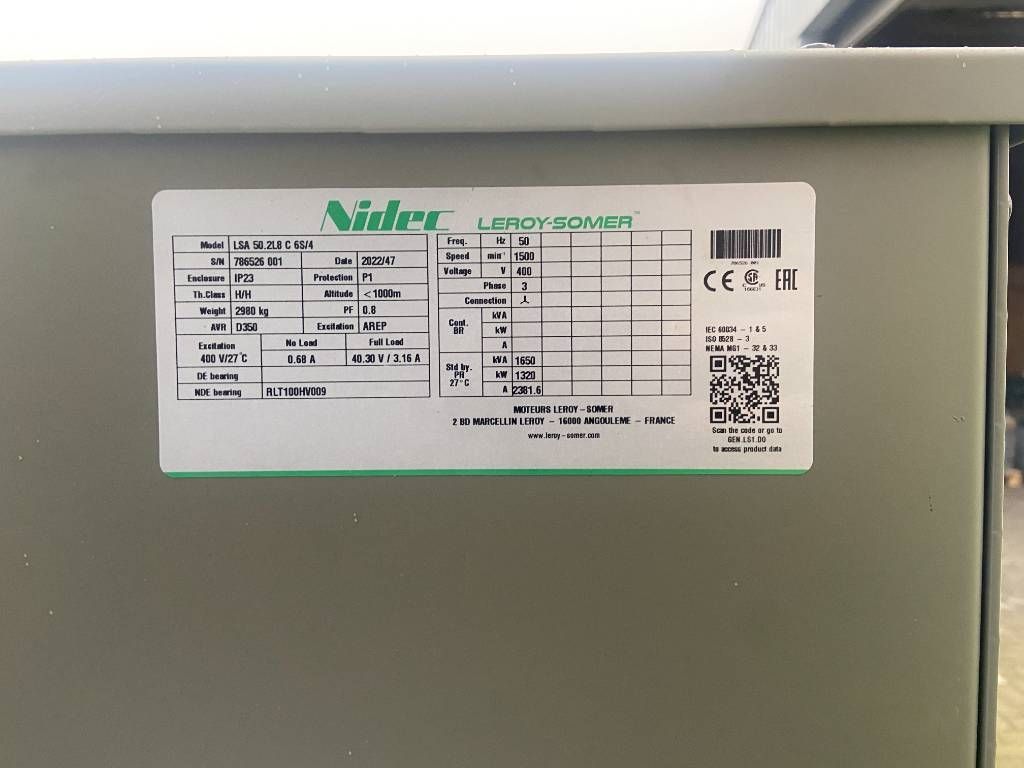 Nidec LEROY-SOMER™
Model LSA 50.2L8 C 6S/4
S/N 786526 001 Date 2022/47
Enclosure IP23 Protection P1
Th.Class H/H Altitude <1000m
Weight 2980 kg PF 0.8
AVR D350 Excitation AREP
Excitation No Load Full Load
400 V/27°C 0.68 A 40.30 V / 3.16 A
DE bearing
NDE bearing RLT100HV009
Freq. Hz 50
Speed min⁻¹ 1500
Voltage V 400
Phase 3
Connection
Cont. BR kVA
kW
A
Std by. PR 27°C kVA 1650
kW 1320
A 2381.6
MOTEURS LEROY-SOMER
2 BD MARCELLIN LEROY - 16000 ANGOULEME - FRANCE
www.leroy-somer.com
786526 001
CE SA C US EAC
166631
IEC 60034 - 1 & 5
ISO 8528 - 3
NEMA MG1 - 32 & 33
Scan the code or go to
GEN.LS1.DO
to access product data